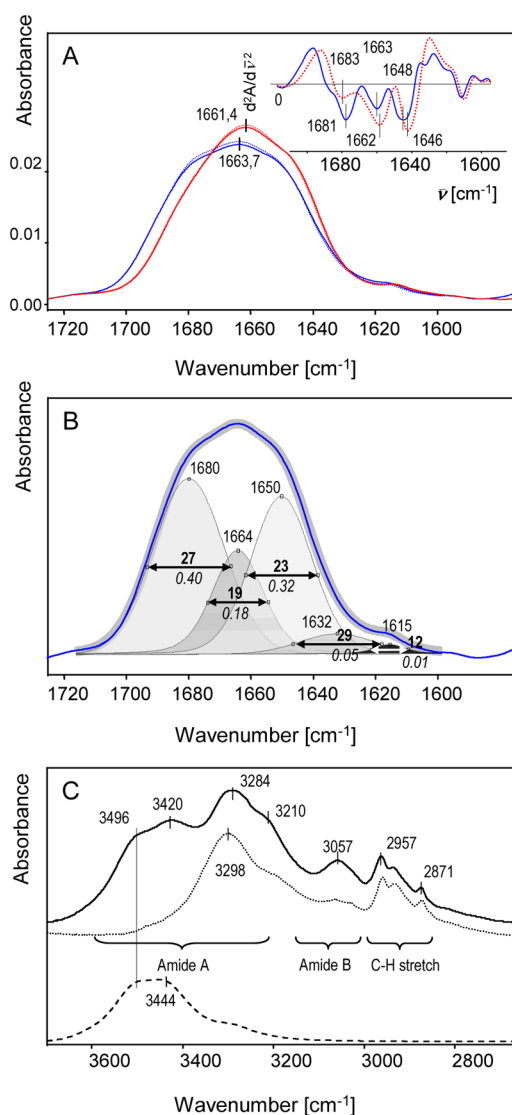 A
Absorbance
0.02
0.01
0.00
1661,4
1663,7
d²A/dν̄²
1683
1663
1648
0
1681
1662
1646
1680 1640 1600
ν̄ [cm⁻¹]
1720 1700 1680 1660 1640 1620 1600
Wavenumber [cm⁻¹]
B
Absorbance
1680
1650
1664
27
0.40
23
0.32
19
0.18
1632
1615
29
0.05
12
0.01
1720 1700 1680 1660 1640 1620 1600
Wavenumber [cm⁻¹]
C
Absorbance
3284
3420
3496
3210
3057
2957
2871
3298
Amide A
Amide B
C-H stretch
3444
3600 3400 3200 3000 2800
Wavenumber [cm⁻¹]